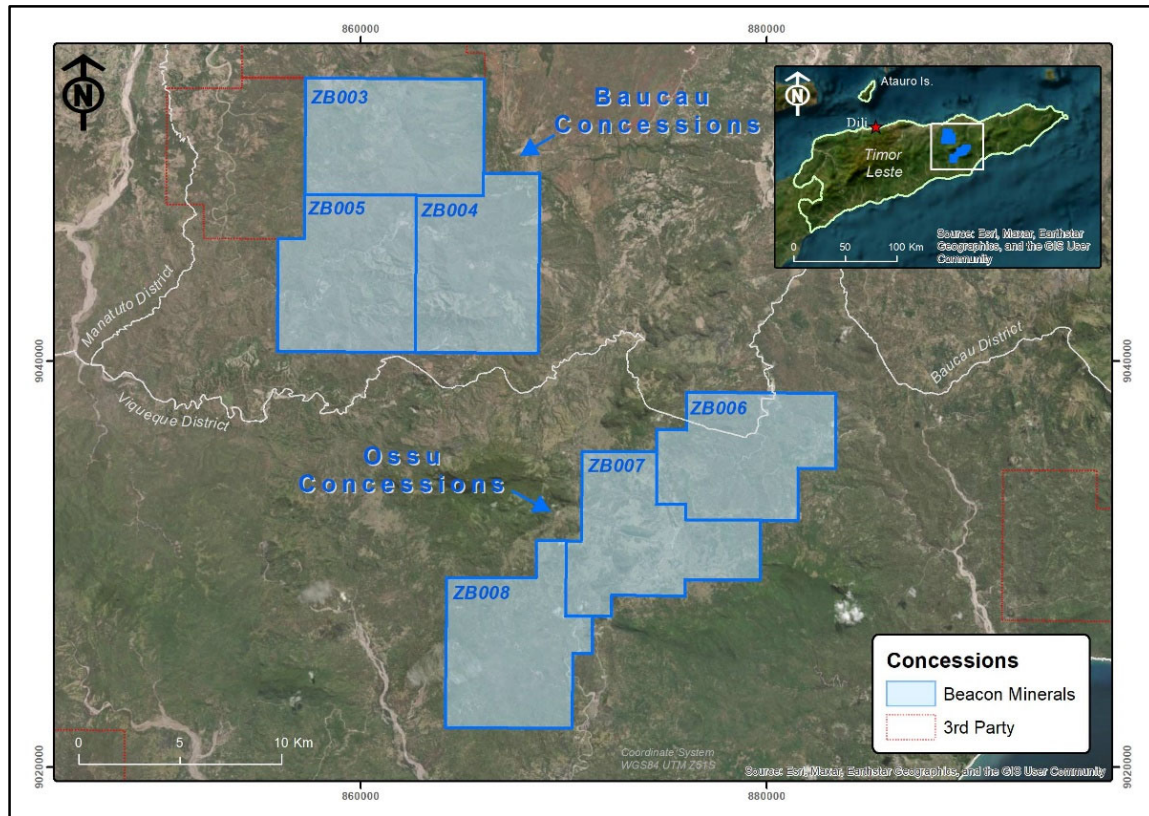 860000
880000
N
ZB003
Baucau
Concessions
ZB005
ZB004
N
Atauro Is.
Dili
Timor
Leste
0 50 100 Km
Source: Esri, Maxar, Earthstar
Geographics, and the GIS User
Community
Manatuto District
9040000
9040000
Baucau District
Viqueque District
ZB006
Ossu
Concessions
ZB007
ZB008
Concessions
Beacon Minerals
3rd Party
0 5 10 Km
Coordinate System
WGS84 UTM Z51S
Source: Esri, Maxar, Earthstar Geographics, and the GIS User Community
9020000
9020000
860000
880000